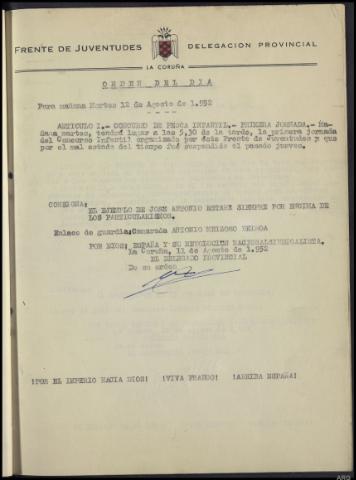 FRENTE DE JUVENTUDES DELEGACION PROVINCIAL
LA CORUÑA
ORDEN DEL DIA
Para mañana Martes 12 de Agosto de 1.952
ARTICULO I.- CONCURSO DE PESCA INFANTIL.- PRIMERA JORNADA.- Ma-
ñana martes, tendrá lugar a las 5,30 de la tarde, la primera jornada
del Concurso Infantil organizado por éste Frente de Juventudes y que
por el mal estado del tiempo fué suspendido el pasado jueves.
CONSIGNA:
EL EJEMPLO DE JOSE ANTONIO ESTARA SIEMPRE POR ENCIMA DE
LOS PARTICULARISMOS.
Enlace de guardia: Camarada ANTONIO
POR DIOS, ESPAÑA Y SU REVOLUCION NACIONALSINDICALISTA.
La Coruña, 11 de Agosto de 1.952
EL DELEGADO PROVINCIAL
De su orden
¡POR EL IMPERIO HACIA DIOS! ¡VIVA FRANCO! ¡ARRIBA ESPAÑA!
ARQ